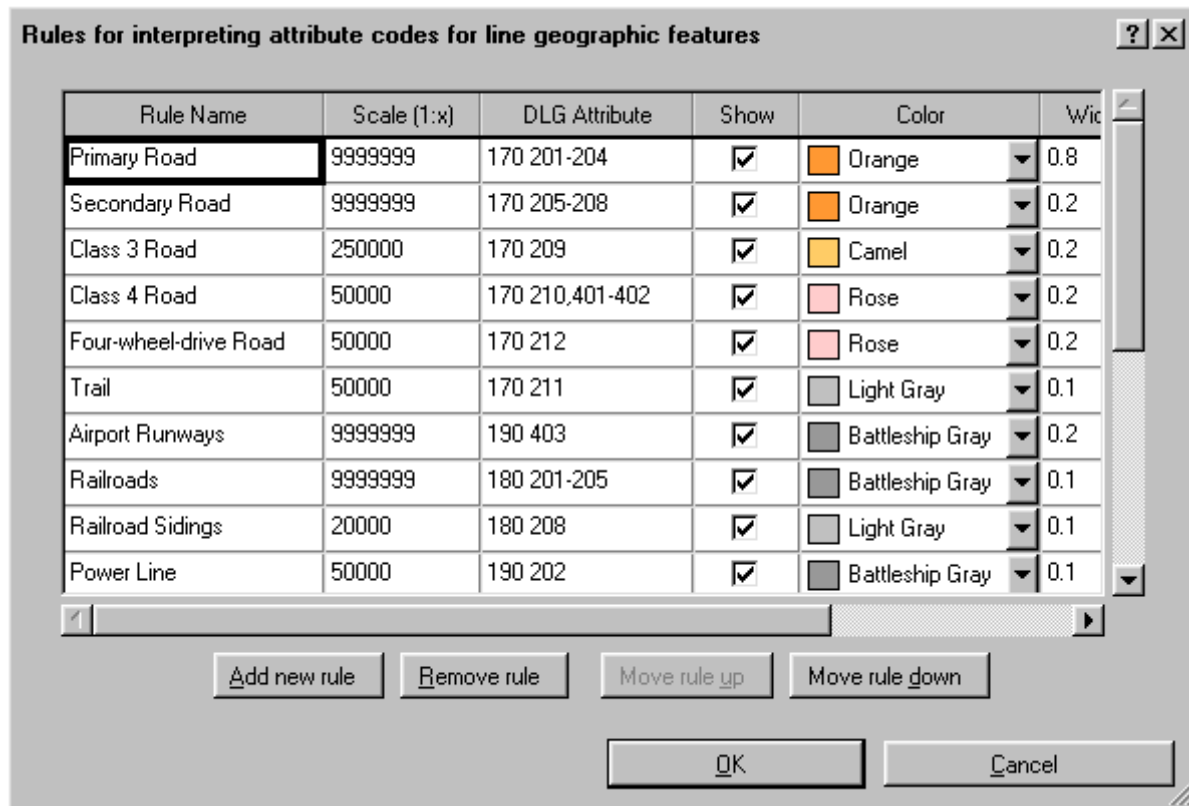 Rules for interpreting attribute codes for line geographic features
Rule Name Scale (1:x) DLG Attribute Show Color Wid
Primary Road 9999999 170 201-204 Orange 0.8
Secondary Road 9999999 170 205-208 Orange 0.2
Class 3 Road 250000 170 209 Camel 0.2
Class 4 Road 50000 170 210,401-402 Rose 0.2
Four-wheel-drive Road 50000 170 212 Rose 0.2
Trail 50000 170 211 Light Gray 0.1
Airport Runways 9999999 190 403 Battleship Gray 0.2
Railroads 9999999 180 201-205 Battleship Gray 0.1
Railroad Sidings 20000 180 208 Light Gray 0.1
Power Line 50000 190 202 Battleship Gray 0.1
Add new rule Remove rule Move rule up Move rule down
OK Cancel